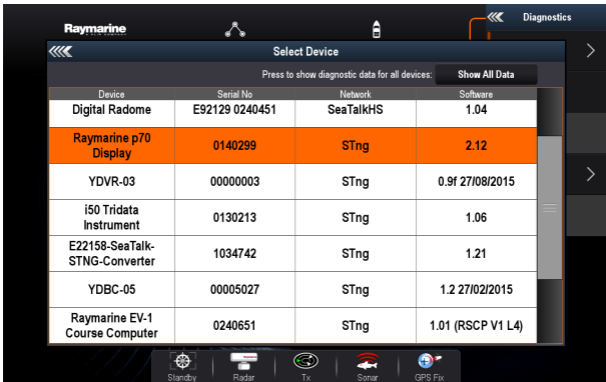 Raymarine
Diagnostics
Select Device
Press to show diagnostic data for all devices: Show All Data
Device Serial No Network Software
Digital Radome E92129 0240451 SeaTalkHS 1.04
Raymarine p70
Display 0140299 STng 2.12
YDVR-03 00000003 STng 0.9f 27/08/2015
i50 Tridata
Instrument 0130213 STng 1.06
E22158-SeaTalk-
STNG-Converter 1034742 STng 1.21
YDBC-05 00005027 STng 1.2 27/02/2015
Raymarine EV-1
Course Computer 0240651 STng 1.01 (RSCP V1 L4)
Standby Radar Tx Sonar GPS Fix